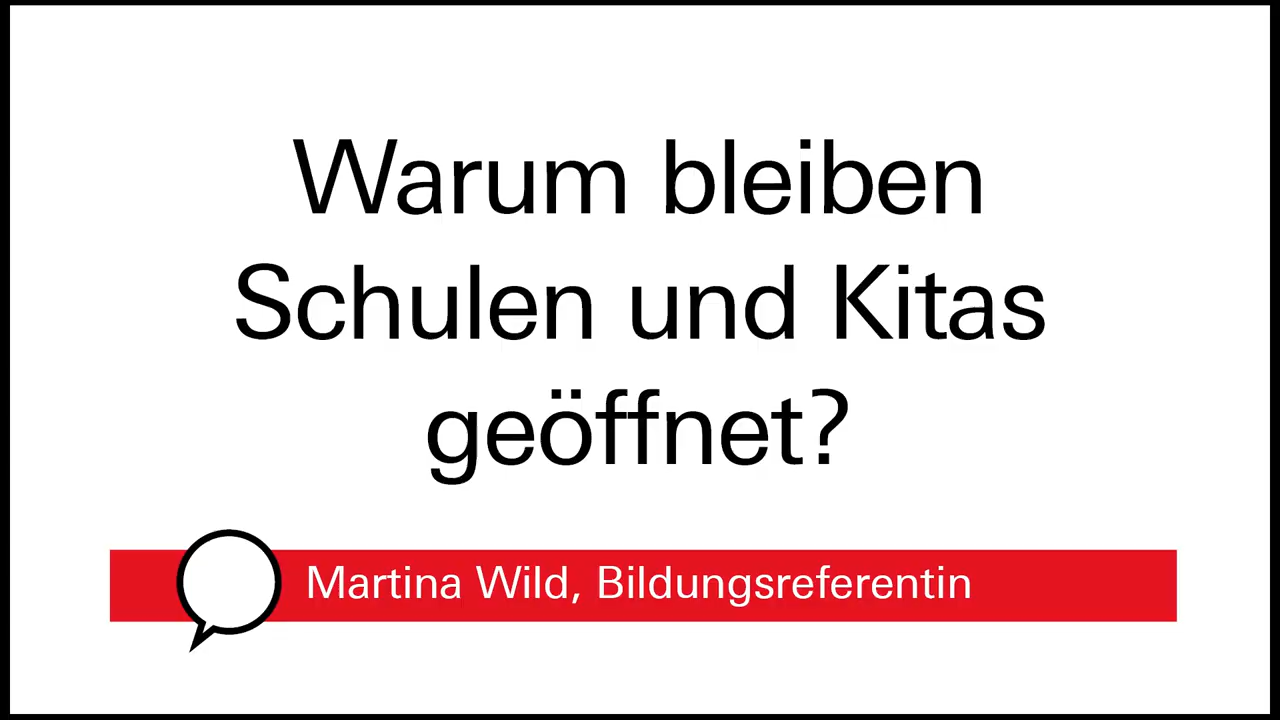 Warum bleiben
Schulen und Kitas
geöffnet?
Martina Wild, Bildungsreferentin